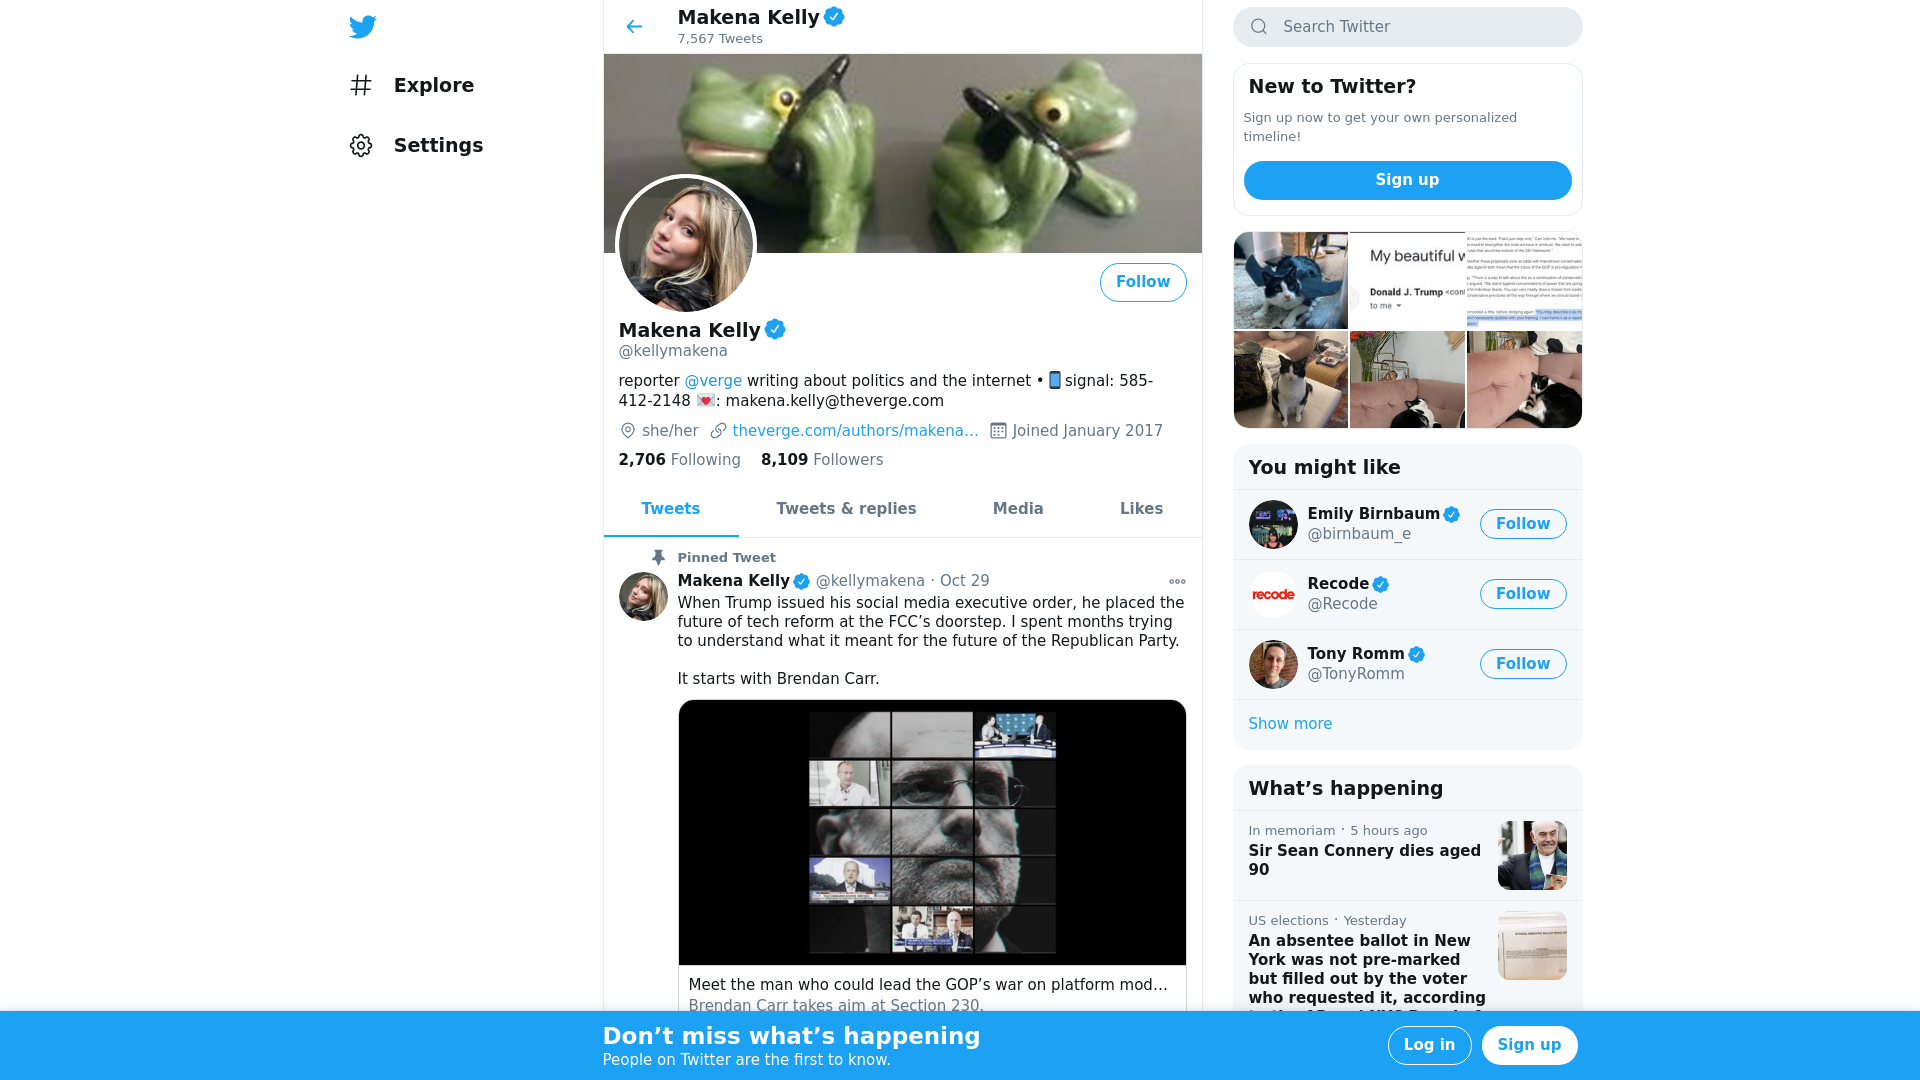 Explore
Settings
Makena Kelly
7,567 Tweets
Follow
Makena Kelly
@kellymakena
reporter @verge writing about politics and the internet • 📱signal: 585-
412-2148 💌: makena.kelly@theverge.com
she/her theverge.com/authors/makena… Joined January 2017
2,706 Following 8,109 Followers
Tweets Tweets & replies Media Likes
Pinned Tweet
Makena Kelly @kellymakena · Oct 29
When Trump issued his social media executive order, he placed the
future of tech reform at the FCC’s doorstep. I spent months trying
to understand what it meant for the future of the Republican Party.
It starts with Brendan Carr.
Meet the man who could lead the GOP’s war on platform mod…
Brendan Carr takes aim at Section 230.
Search Twitter
New to Twitter?
Sign up now to get your own personalized
timeline!
Sign up
My beautiful w
Donald J. Trump <con
to me
You might like
Emily Birnbaum
@birnbaum_e
Follow
recode
Recode
@Recode
Follow
Tony Romm
@TonyRomm
Follow
Show more
What’s happening
In memoriam · 5 hours ago
Sir Sean Connery dies aged
90
US elections · Yesterday
An absentee ballot in New
York was not pre-marked
but filled out by the voter
who requested it, according
Don’t miss what’s happening
People on Twitter are the first to know.
Log in
Sign up